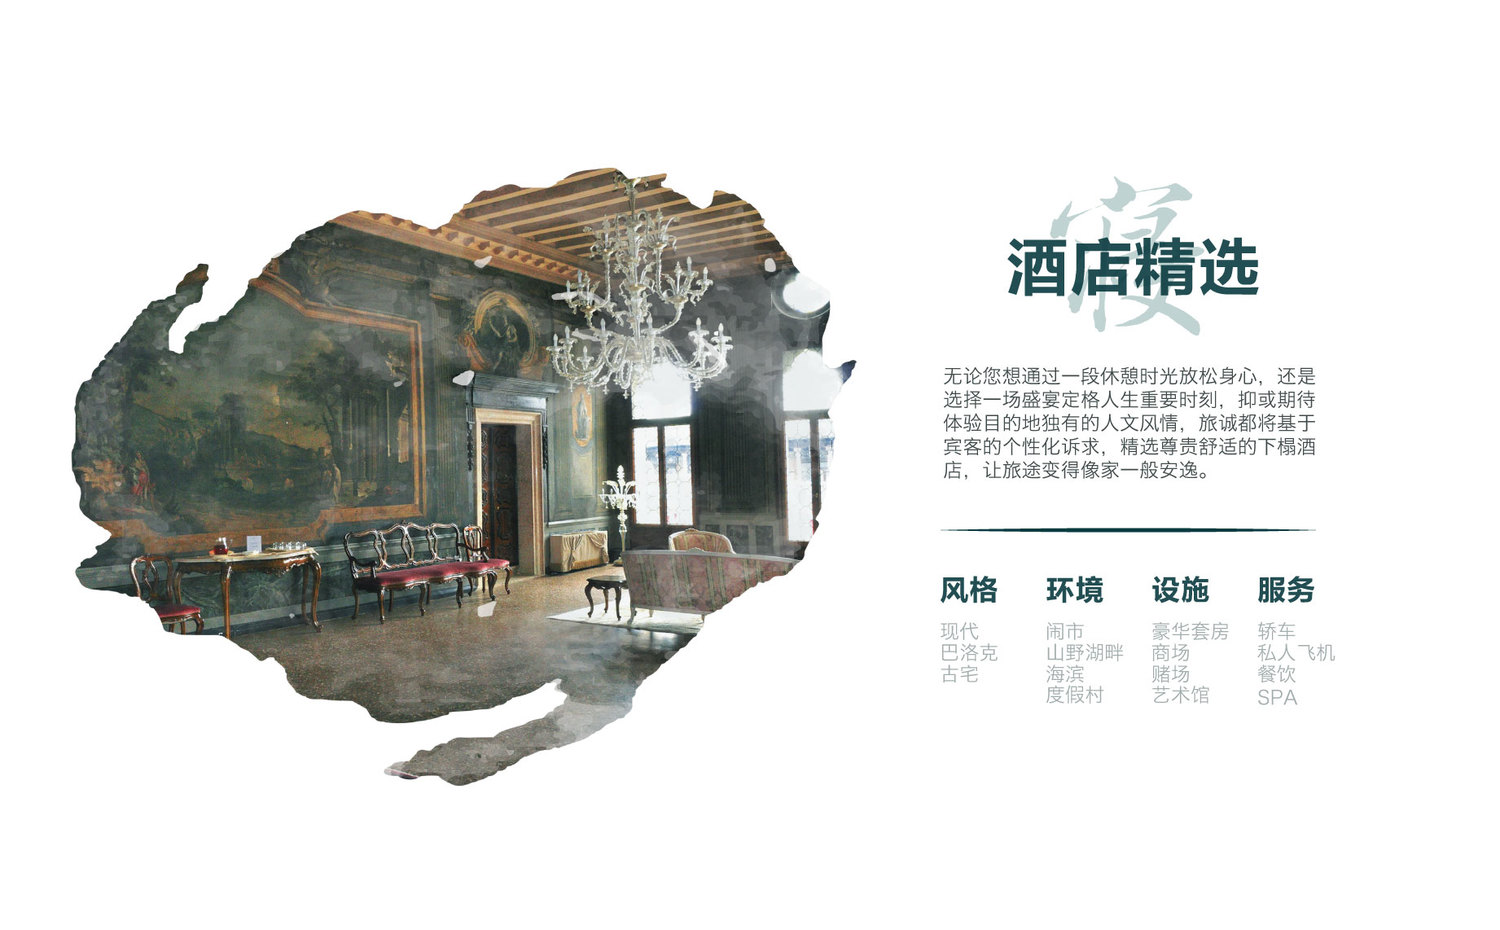 寝
酒店精选
无论您想通过一段休憩时光放松身心，还是
选择一场盛宴定格人生重要时刻，抑或期待
体验目的地独有的人文风情，旅诚都将基于
宾客的个性化诉求，精选尊贵舒适的下榻酒
店，让旅途变得像家一般安逸。
风格 环境 设施 服务
现代 闹市 豪华套房 轿车
巴洛克 山野湖畔 商场 私人飞机
古宅 海滨 赌场 餐饮
度假村 艺术馆 SPA